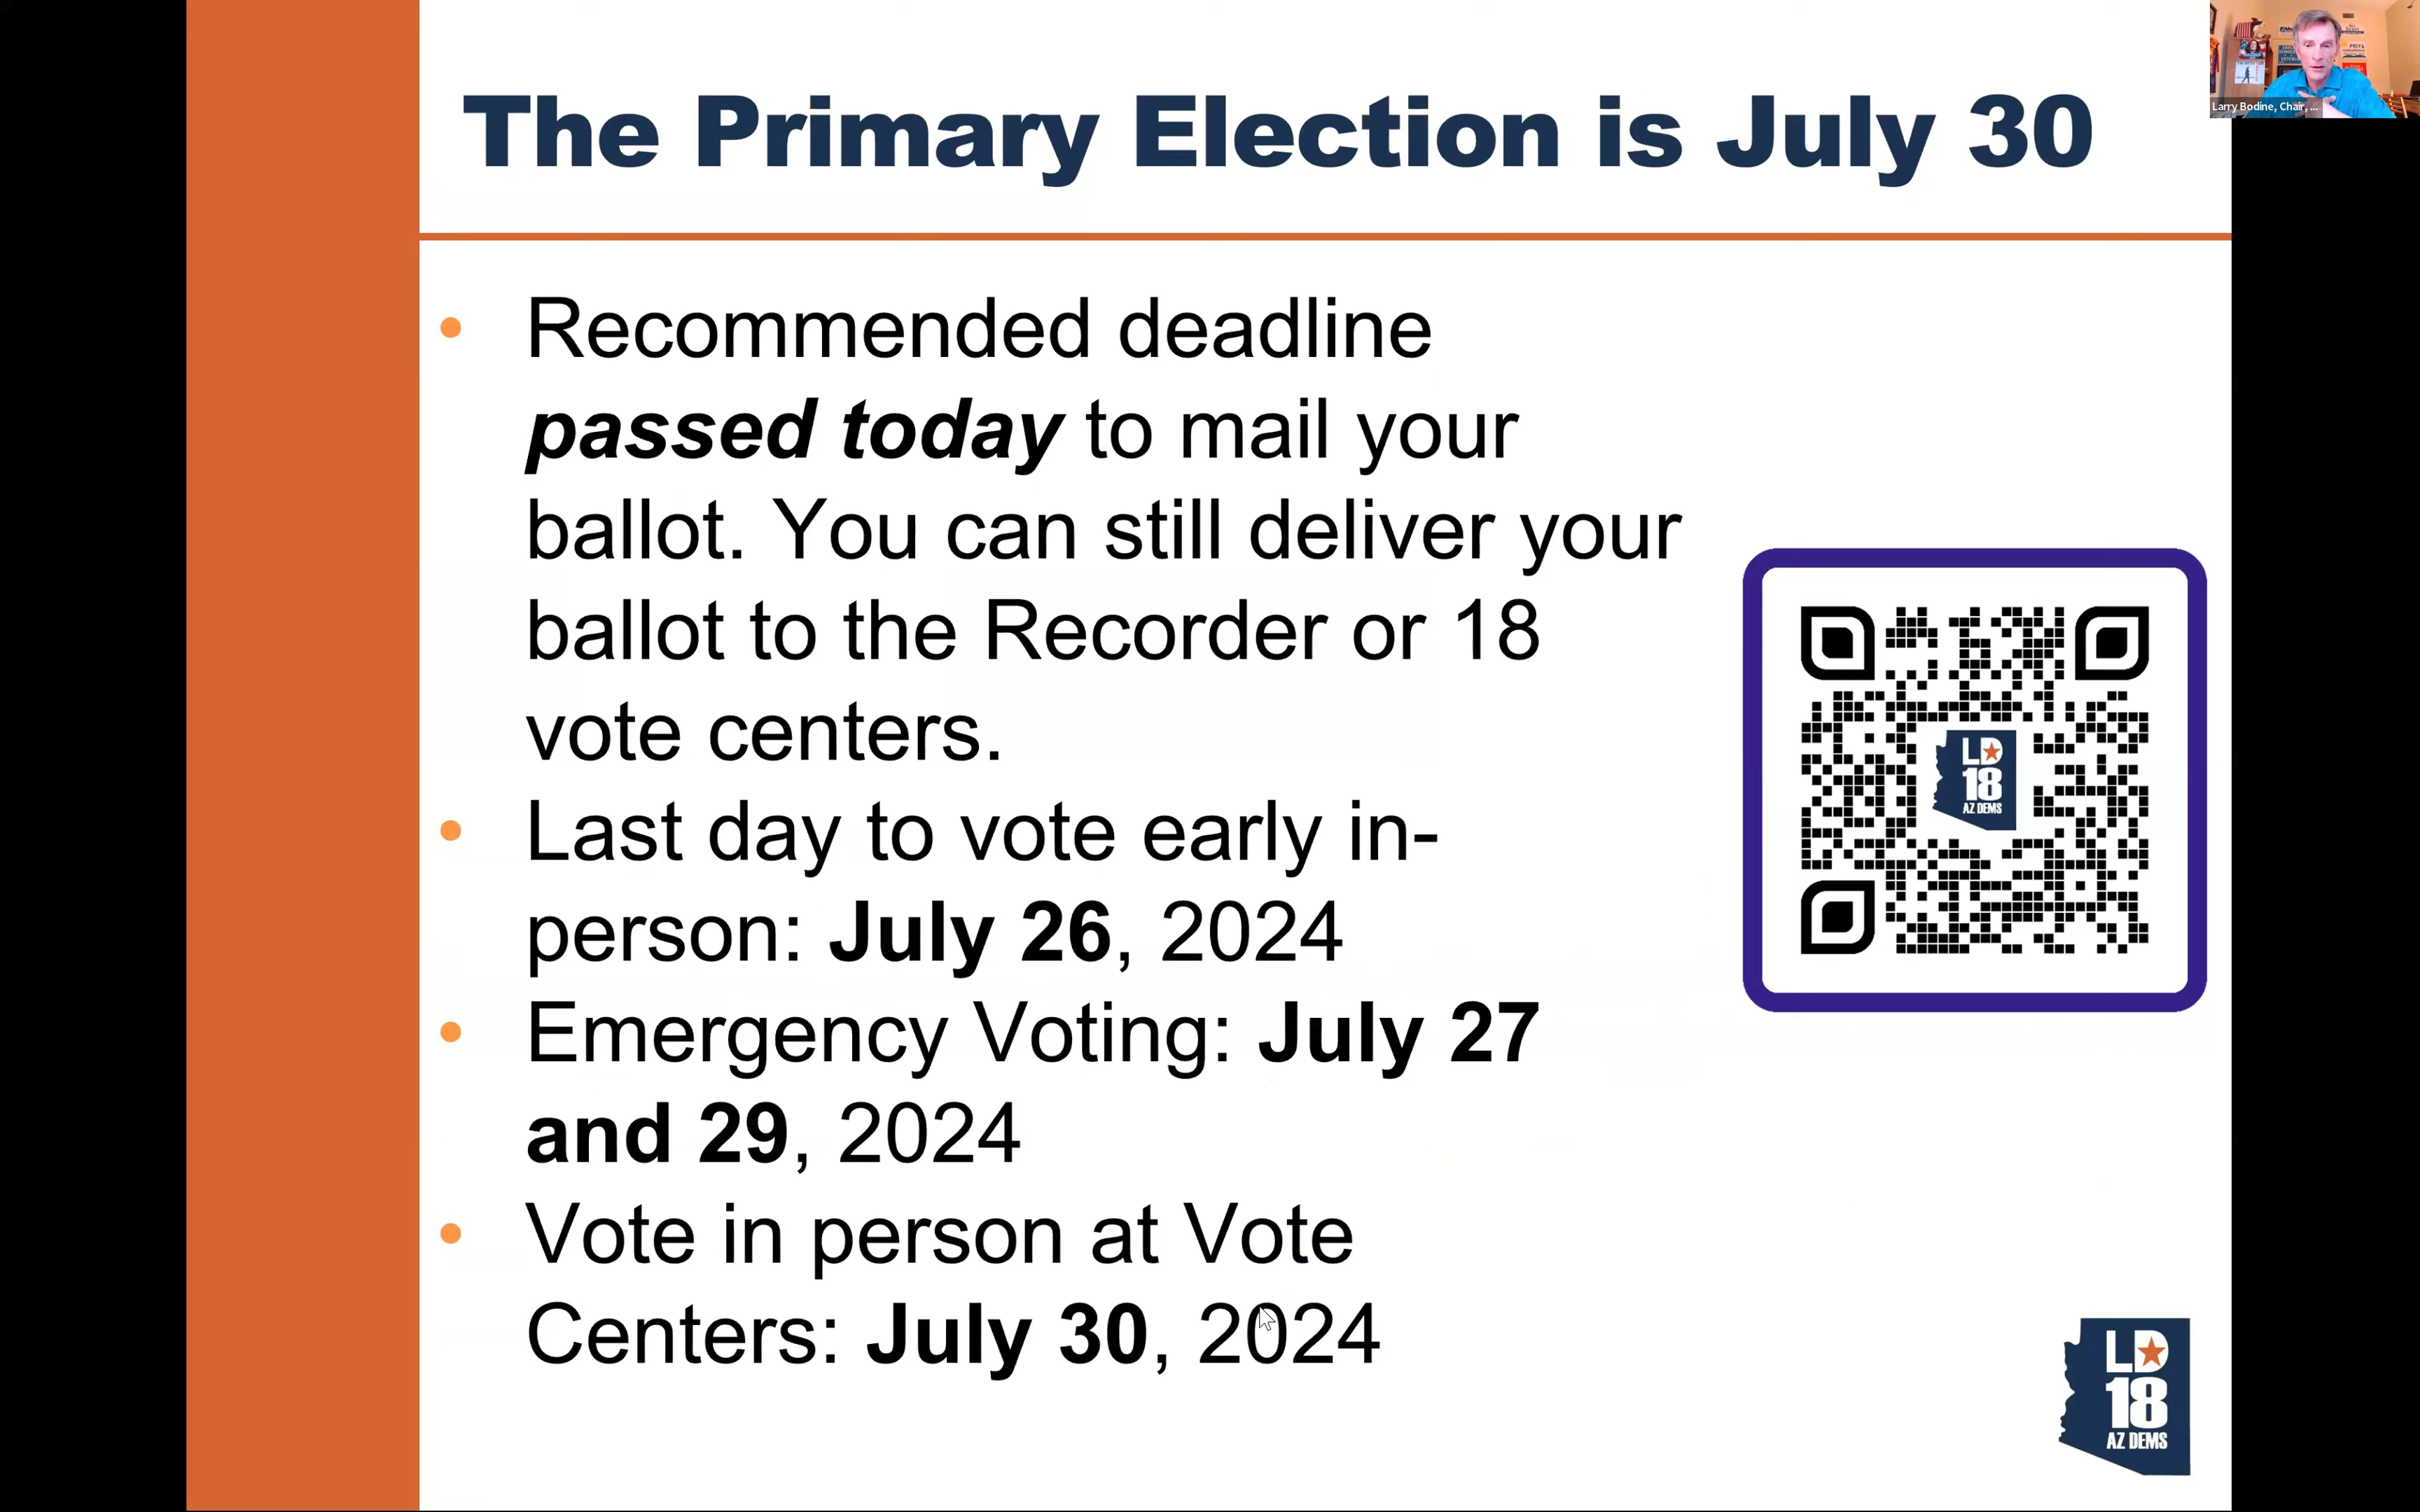 The Primary Election is July 30
Larry Bodine, Chair, ...
Recommended deadline
passed today to mail your
ballot. You can still deliver your
ballot to the Recorder or 18
vote centers.
Last day to vote early in-
person: July 26, 2024
Emergency Voting: July 27
and 29, 2024
Vote in person at Vote
Centers: July 30, 2024
LD
18
AZ DEMS
LD
18
AZ DEMS